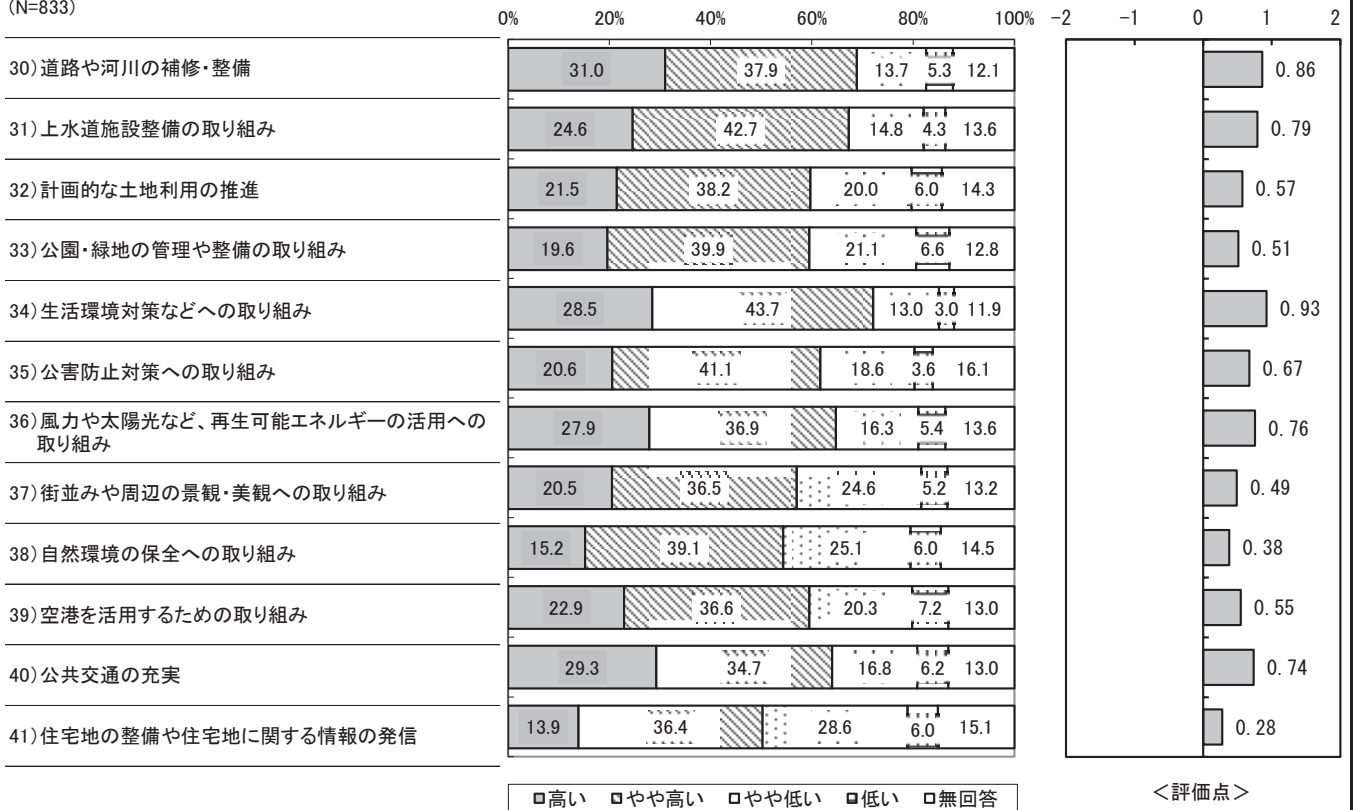 (N=833)
0% 20% 40% 60% 80% 100% −2 −1 0 1 2
30)道路や河川の補修・整備 31.0 37.9 13.7 5.3 12.1 0.86
31)上水道施設整備の取り組み 24.6 42.7 14.8 4.3 13.6 0.79
32)計画的な土地利用の推進 21.5 38.2 20.0 6.0 14.3 0.57
33)公園・緑地の管理や整備の取り組み 19.6 39.9 21.1 6.6 12.8 0.51
34)生活環境対策などへの取り組み 28.5 43.7 13.0 3.0 11.9 0.93
35)公害防止対策への取り組み 20.6 41.1 18.6 3.6 16.1 0.67
36)風力や太陽光など、再生可能エネルギーの活用への
取り組み 27.9 36.9 16.3 5.4 13.6 0.76
37)街並みや周辺の景観・美観への取り組み 20.5 36.5 24.6 5.2 13.2 0.49
38)自然環境の保全への取り組み 15.2 39.1 25.1 6.0 14.5 0.38
39)空港を活用するための取り組み 22.9 36.6 20.3 7.2 13.0 0.55
40)公共交通の充実 29.3 34.7 16.8 6.2 13.0 0.74
41)住宅地の整備や住宅地に関する情報の発信 13.9 36.4 28.6 6.0 15.1 0.28
高い やや高い やや低い 低い 無回答 <評価点>